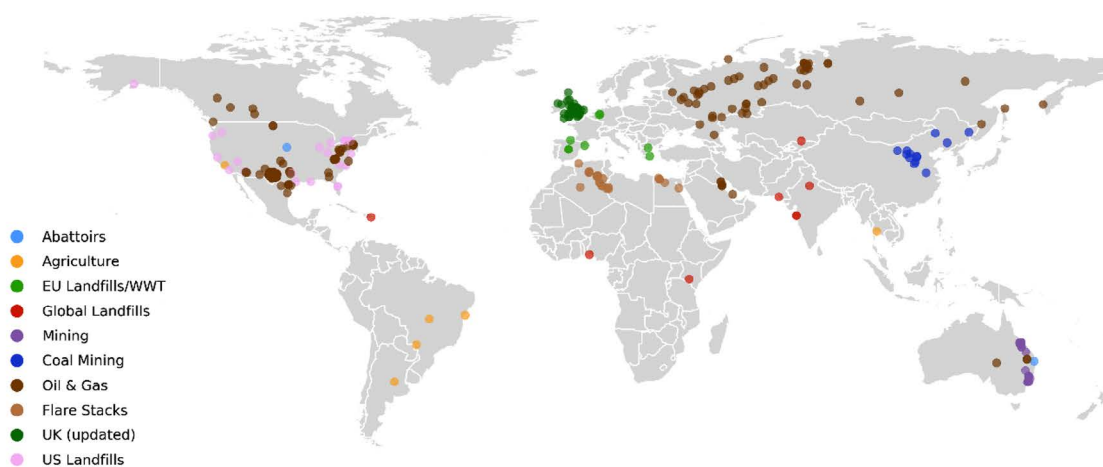 Abattoirs
Agriculture
EU Landfills/WWT
Global Landfills
Mining
Coal Mining
Oil & Gas
Flare Stacks
UK (updated)
US Landfills